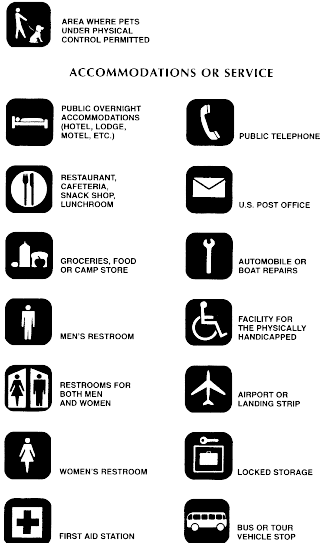 AREA WHERE PETS
UNDER PHYSICAL
CONTROL PERMITTED
ACCOMMODATIONS OR SERVICE
PUBLIC OVERNIGHT
ACCOMMODATIONS
(HOTEL, LODGE,
MOTEL, ETC.)
PUBLIC TELEPHONE
RESTAURANT,
CAFETERIA,
SNACK SHOP,
LUNCHROOM
U.S. POST OFFICE
GROCERIES, FOOD
OR CAMP STORE
AUTOMOBILE OR
BOAT REPAIRS
MEN'S RESTROOM
FACILITY FOR
THE PHYSICALLY
HANDICAPPED
RESTROOMS FOR
BOTH MEN
AND WOMEN
AIRPORT OR
LANDING STRIP
WOMEN'S RESTROOM
LOCKED STORAGE
FIRST AID STATION
BUS OR TOUR
VEHICLE STOP